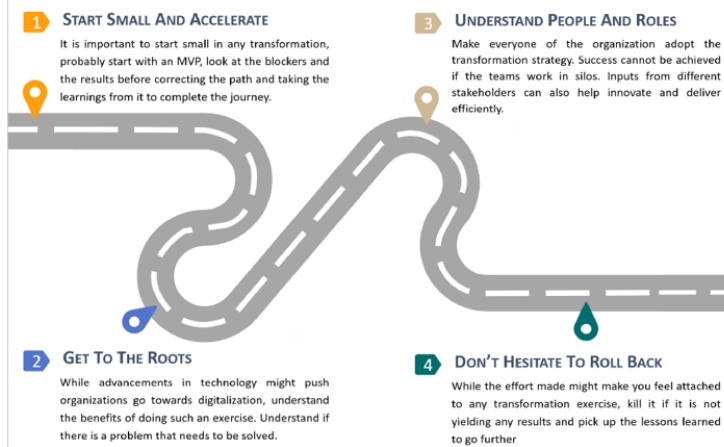 1 START SMALL AND ACCELERATE
It is important to start small in any transformation,
probably start with an MVP, look at the blockers and
the results before correcting the path and taking the
learnings from it to complete the journey.
2 GET TO THE ROOTS
While advancements in technology might push
organizations go towards digitalization, understand
the benefits of doing such an exercise. Understand if
there is a problem that needs to be solved.
3 UNDERSTAND PEOPLE AND ROLES
Make everyone of the organization adopt the
transformation strategy. Success cannot be achieved
if the teams work in silos. Inputs from different
stakeholders can also help innovate and deliver
efficiently.
4 DON'T HESITATE TO ROLL BACK
While the effort made might make you feel attached
to any transformation exercise, kill it if it is not
yielding any results and pick up the lessons learned
to go further